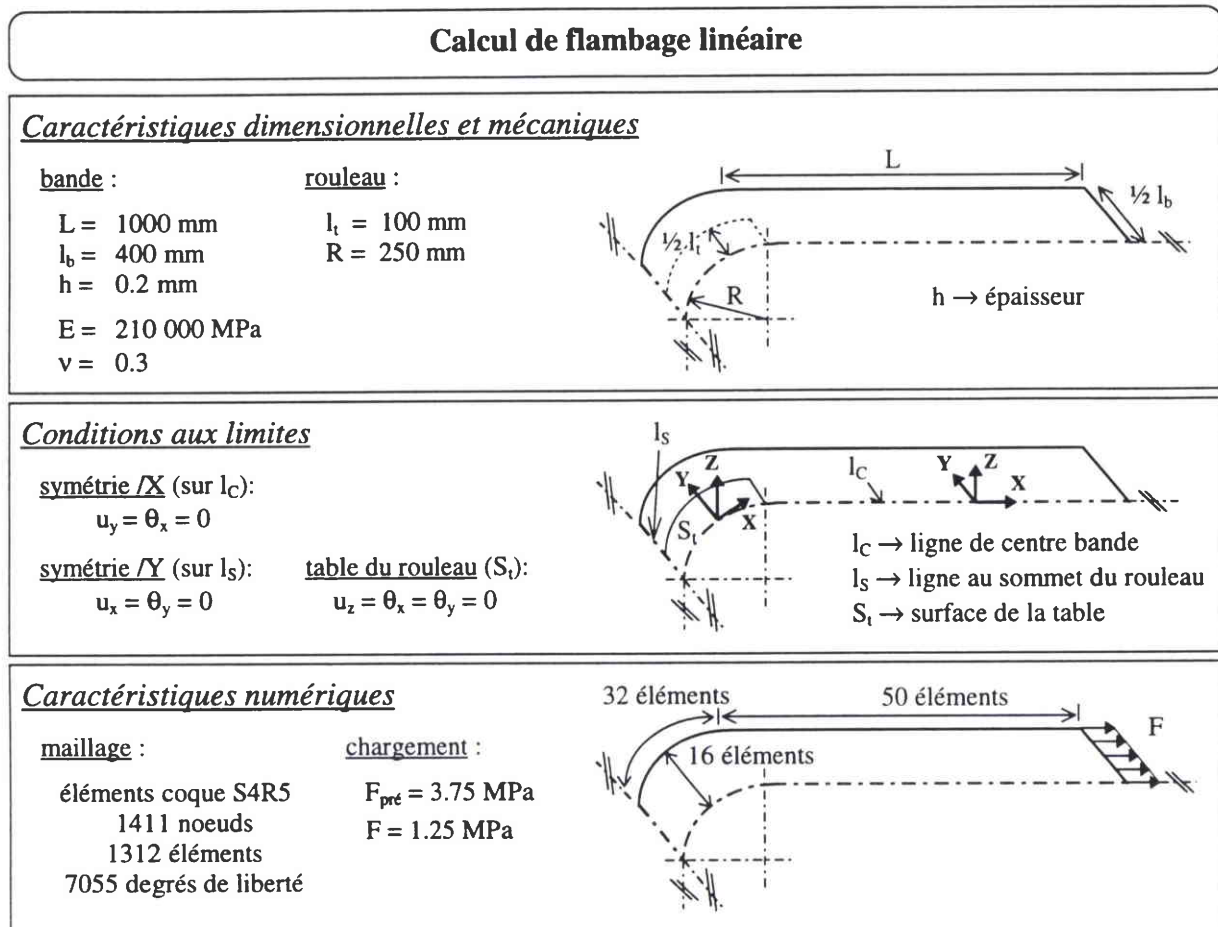 Calcul de flambage linéaire
Caractéristiques dimensionnelles et mécaniques
bande :
rouleau :
L = 1000 mm
l_t = 100 mm
l_b = 400 mm
R = 250 mm
h = 0.2 mm
E = 210 000 MPa
ν = 0.3
L
½ l_b
½ l_t
R
h → épaisseur
Conditions aux limites
symétrie /X (sur l_C):
u_y = θ_x = 0
symétrie /Y (sur l_S):
table du rouleau (S_t):
u_x = θ_y = 0
u_z = θ_x = θ_y = 0
l_S
Z
Y
X
S_t
l_C
Y
Z
X
l_C → ligne de centre bande
l_S → ligne au sommet du rouleau
S_t → surface de la table
Caractéristiques numériques
maillage :
chargement :
éléments coque S4R5
F_pré = 3.75 MPa
1411 noeuds
F = 1.25 MPa
1312 éléments
7055 degrés de liberté
32 éléments
50 éléments
16 éléments
F